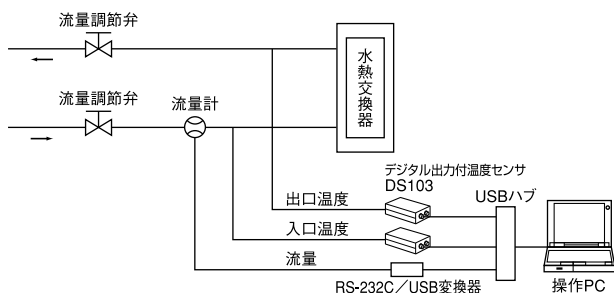 流量調節弁
流量調節弁
流量計
水熱交換器
デジタル出力付温度センサ
DS103
USBハブ
出口温度
入口温度
流量
RS-232C／USB変換器
操作PC